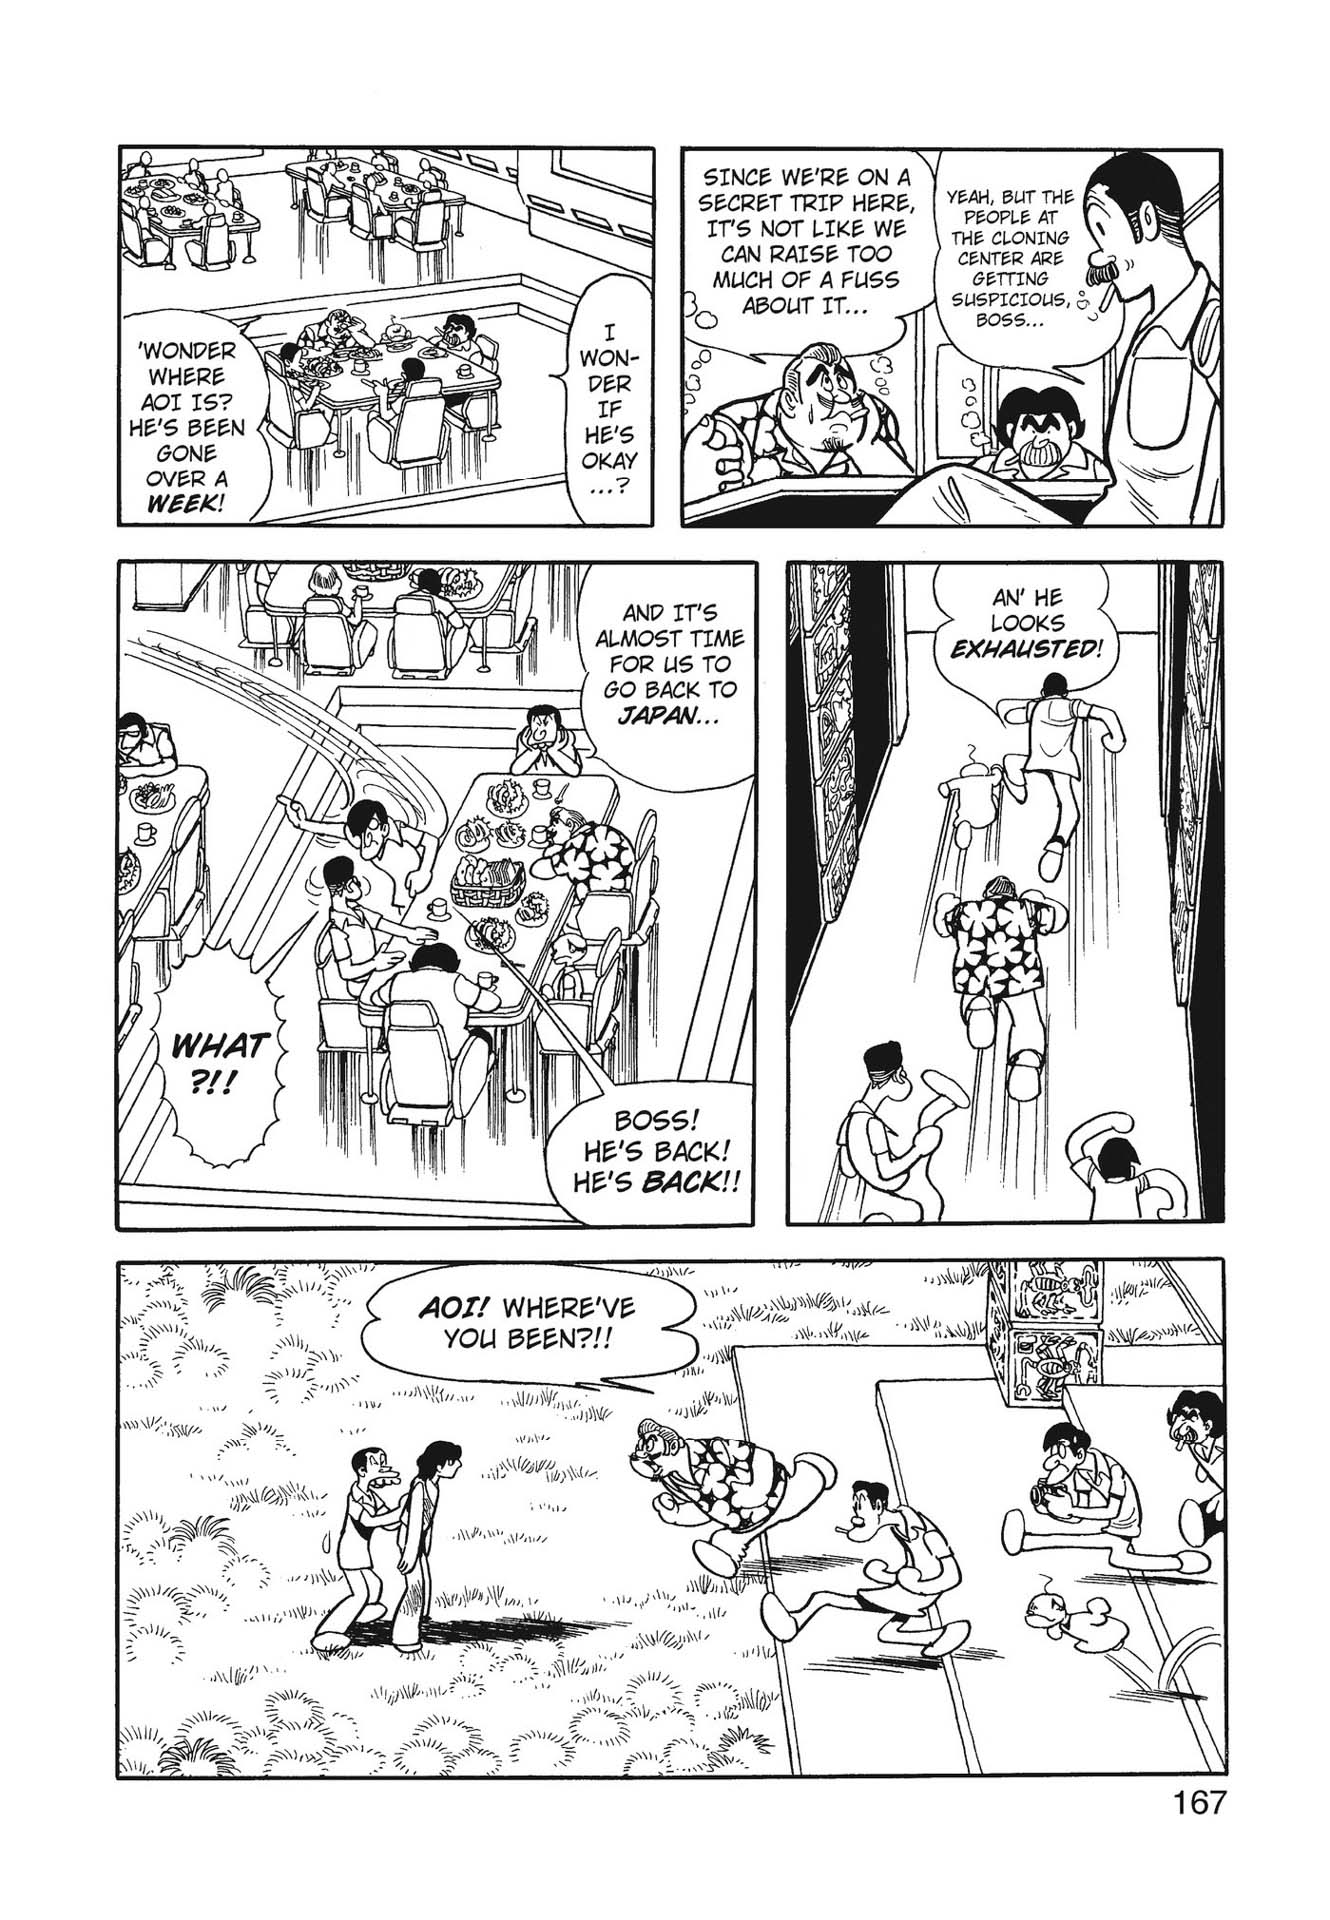 'WONDER
WHERE
AOI IS?
HE'S BEEN
GONE
OVER A
WEEK!
I
WON-
DER
IF
HE'S
OKAY
...?
SINCE WE'RE ON A
SECRET TRIP HERE,
IT'S NOT LIKE WE
CAN RAISE TOO
MUCH OF A FUSS
ABOUT IT...
YEAH, BUT THE
PEOPLE AT
THE CLONING
CENTER ARE
GETTING
SUSPICIOUS,
BOSS...
AND IT'S
ALMOST TIME
FOR US TO
GO BACK TO
JAPAN...
BOSS!
HE'S BACK!
HE'S BACK!!
WHAT
?!!
AN' HE
LOOKS
EXHAUSTED!
AOI! WHERE'VE
YOU BEEN?!!
167